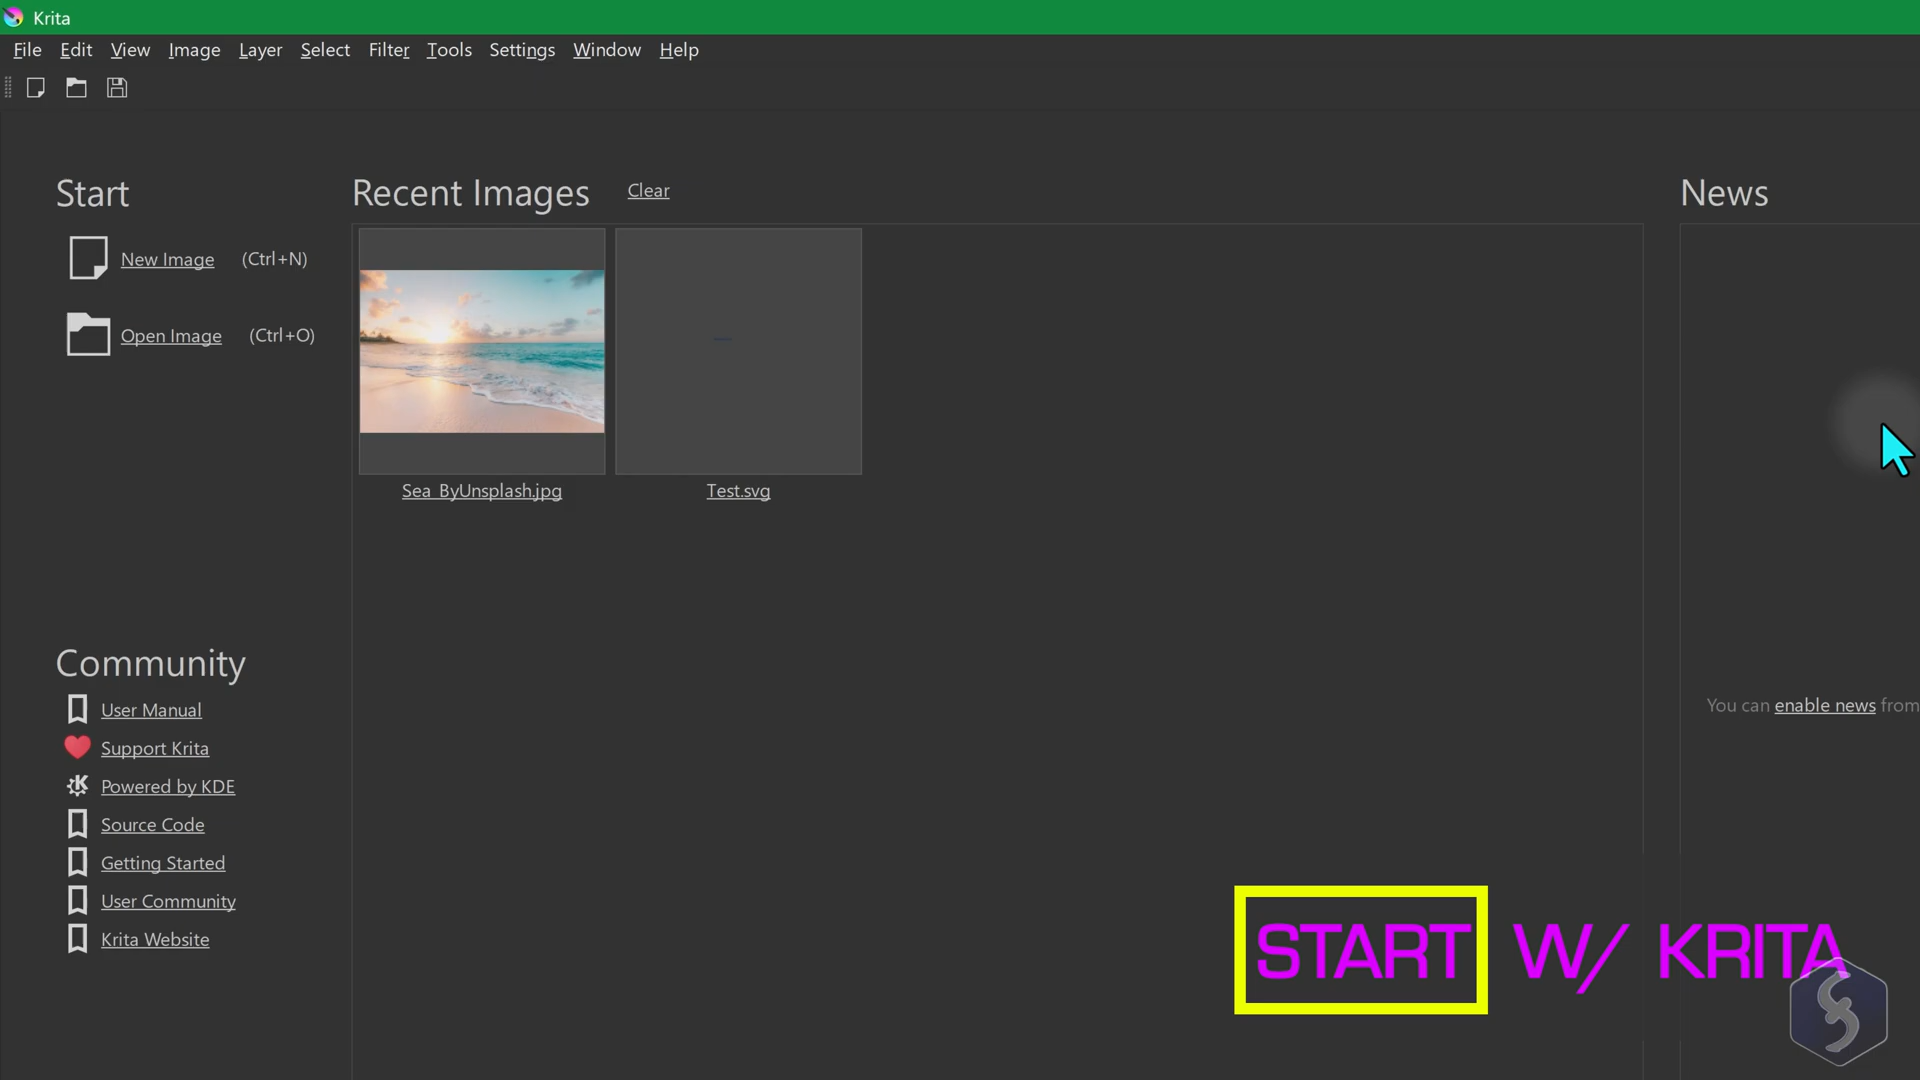 Krita
File Edit View Image Layer Select Filter Tools Settings Window Help
Start
New Image (Ctrl+N)
Open Image (Ctrl+O)
Recent Images Clear
Sea_ByUnsplash.jpg
Test.svg
News
You can enable news from
Community
User Manual
Support Krita
Powered by KDE
Source Code
Getting Started
User Community
Krita Website
START W/ KRITA